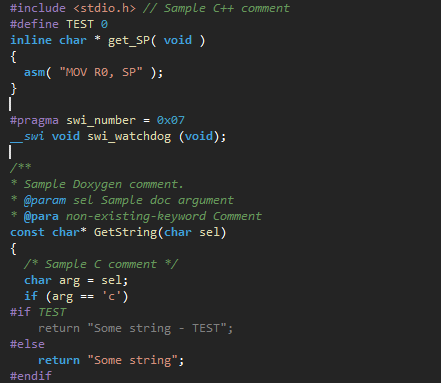 #include <stdio.h> // Sample C++ comment
#define TEST 0
inline char * get_SP( void )
{
  asm( "MOV R0, SP" );
}
#pragma swi_number = 0x07
__swi void swi_watchdog (void);
/**
* Sample Doxygen comment.
* @param sel Sample doc argument
* @para non-existing-keyword Comment
const char* GetString(char sel)
{
  /* Sample C comment */
  char arg = sel;
  if (arg == 'c')
#if TEST
    return "Some string - TEST";
#else
    return "Some string";
#endif